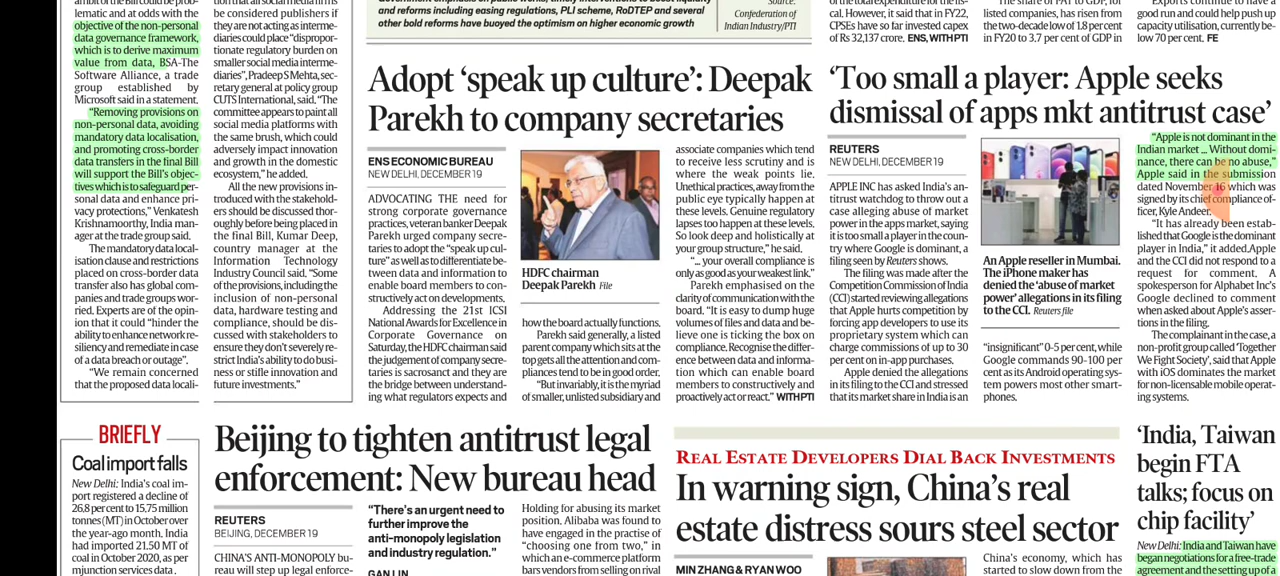 lematic and at odds with the
objective of the non-personal
data governance framework,
which is to derive maximum
value from data, BSA-The
Software Alliance, a trade
group established by
Microsoft said in a statement.
"Removing provisions on
non-personal data, avoiding
mandatory data localisation,
and promoting cross-border
data transfers in the final Bill
will support the Bill's objec-
tives which is to safeguard per-
sonal data and enhance pri-
vacy protections," Venkatesh
Krishnamoorthy, India man-
ager at the trade group said.
The mandatory data local-
isation clause and restrictions
placed on cross-border data
transfer also has global com-
panies and trade groups wor-
ried. Experts are of the opin-
ion that it could "hinder the
ability to enhance network re-
siliency and remediate in case
of a data breach or outage".
"We remain concerned
that the proposed data locali-
be considered publishers if
they are not acting as interme-
diaries could place "dispropor-
tionate regulatory burden on
smaller social media interme-
diaries", Pradeep S Mehta, sec-
retary general at policy group
CUTS International, said. "The
committee appears to paint all
social media platforms with
the same brush, which could
adversely impact innovation
and growth in the domestic
ecosystem," he added.
All the new provisions in-
troduced with the stakehold-
ers should be discussed thor-
oughly before being placed in
the final Bill, Kumar Deep,
country manager at the
Information Technology
Industry Council said. "Some
of the provisions, including the
inclusion of non-personal
data, hardware testing and
compliance, should be dis-
cussed with stakeholders to
ensure they don't severely re-
strict India's ability to do busi-
ness or stifle innovation and
future investments."
and reforms including easing regulations, PLI scheme, RoDTEP and several
other bold reforms have buoyed the optimism on higher economic growth
Source:
Confederation of
Indian Industry/PTI
cal. However, it said that in FY22,
CPSEs have so far invested capex
of Rs 32,137 crore. ENS, WITH PTI
The share of PAT to GDP, for
listed companies, has risen from
the two-decade low of 1.8 per cent
in FY20 to 3.7 per cent of GDP in
Exports continue to have a
good run and could help push up
capacity utilisation, currently be-
low 70 per cent. FE
Adopt 'speak up culture': Deepak
Parekh to company secretaries
ENS ECONOMIC BUREAU
NEW DELHI, DECEMBER 19
ADVOCATING THE need for
strong corporate governance
practices, veteran banker Deepak
Parekh urged company secre-
taries to adopt the "speak up cul-
ture" as well as to differentiate be-
tween data and information to
enable board members to con-
structively act on developments.
Addressing the 21st ICSI
National Awards for Excellence in
Corporate Governance on
Saturday, the HDFC chairman said
the judgement of company secre-
taries is sacrosanct and they are
the bridge between understand-
ing what regulators expects and
HDFC chairman
Deepak Parekh File
how the board actually functions.
Parekh said generally, a listed
parent company which sits at the
top gets all the attention and com-
pliances tend to be in good order.
"But invariably, it is the myriad
of smaller, unlisted subsidiary and
associate companies which tend
to receive less scrutiny and is
where the weak points lie.
Unethical practices, away from the
public eye typically happen at
these levels. Genuine regulatory
lapses too happen at these levels.
So look deep and holistically at
your group structure," he said.
"... your overall compliance is
only as good as your weakest link."
Parekh emphasised on the
clarity of communication with the
board. "It is easy to dump huge
volumes of files and data and be-
lieve one is ticking the box on
compliance. Recognise the differ-
ence between data and informa-
tion which can enable board
members to constructively and
proactively act or react." WITH PTI
'Too small a player: Apple seeks
dismissal of apps mkt antitrust case'
REUTERS
NEW DELHI, DECEMBER 19
APPLE INC has asked India's an-
titrust watchdog to throw out a
case alleging abuse of market
power in the apps market, saying
it is too small a player in the coun-
try where Google is dominant, a
filing seen by Reuters shows.
The filing was made after the
Competition Commission of India
(CCI) started reviewing allegations
that Apple hurts competition by
forcing app developers to use its
proprietary system which can
charge commissions of up to 30
per cent on in-app purchases.
Apple denied the allegations
in its filing to the CCI and stressed
that its market share in India is an
An Apple reseller in Mumbai.
The iPhone maker has
denied the 'abuse of market
power' allegations in its filing
to the CCI. Reuters file
"insignificant" 0-5 per cent, while
Google commands 90-100 per
cent as its Android operating sys-
tem powers most other smart-
phones.
"Apple is not dominant in the
Indian market ... Without domi-
nance, there can be no abuse,"
Apple said in the submission
dated November 16 which was
signed by its chief compliance of-
ficer, Kyle Andeer.
"It has already been estab-
lished that Google is the dominant
player in India," it added.Apple
and the CCI did not respond to a
request for comment. A
spokesperson for Alphabet Inc's
Google declined to comment
when asked about Apple's asser-
tions in the filing.
The complainant in the case, a
non-profit group called 'Together
We Fight Society', said that Apple
with iOS dominates the market
for non-licensable mobile operat-
ing systems.
BRIEFLY
Coal import falls
New Delhi: India's coal im-
port registered a decline of
26.8 per cent to 15.75 million
tonnes (MT) in October over
the year-ago month. India
had imported 21.50 MT of
coal in October 2020, as per
mjunction services data.
Beijing to tighten antitrust legal
enforcement: New bureau head
REUTERS
BEIJING, DECEMBER 19
CHINA'S ANTI-MONOPOLY bu-
reau will step up legal enforce-
"There's an urgent need to
further improve the
anti-monopoly legislation
and industry regulation."
GAN LIN
Holding for abusing its market
position. Alibaba was found to
have engaged in the practise of
"choosing one from two," in
which an e-commerce platform
bars vendors from selling on rival
REAL ESTATE DEVELOPERS DIAL BACK INVESTMENTS
In warning sign, China's real
estate distress sours steel sector
MIN ZHANG & RYAN WOO
China's economy, which has
started to slow down from the
'India, Taiwan
begin FTA
talks; focus on
chip facility'
New Delhi: India and Taiwan have
began negotiations for a free-trade
agreement and the setting up of a